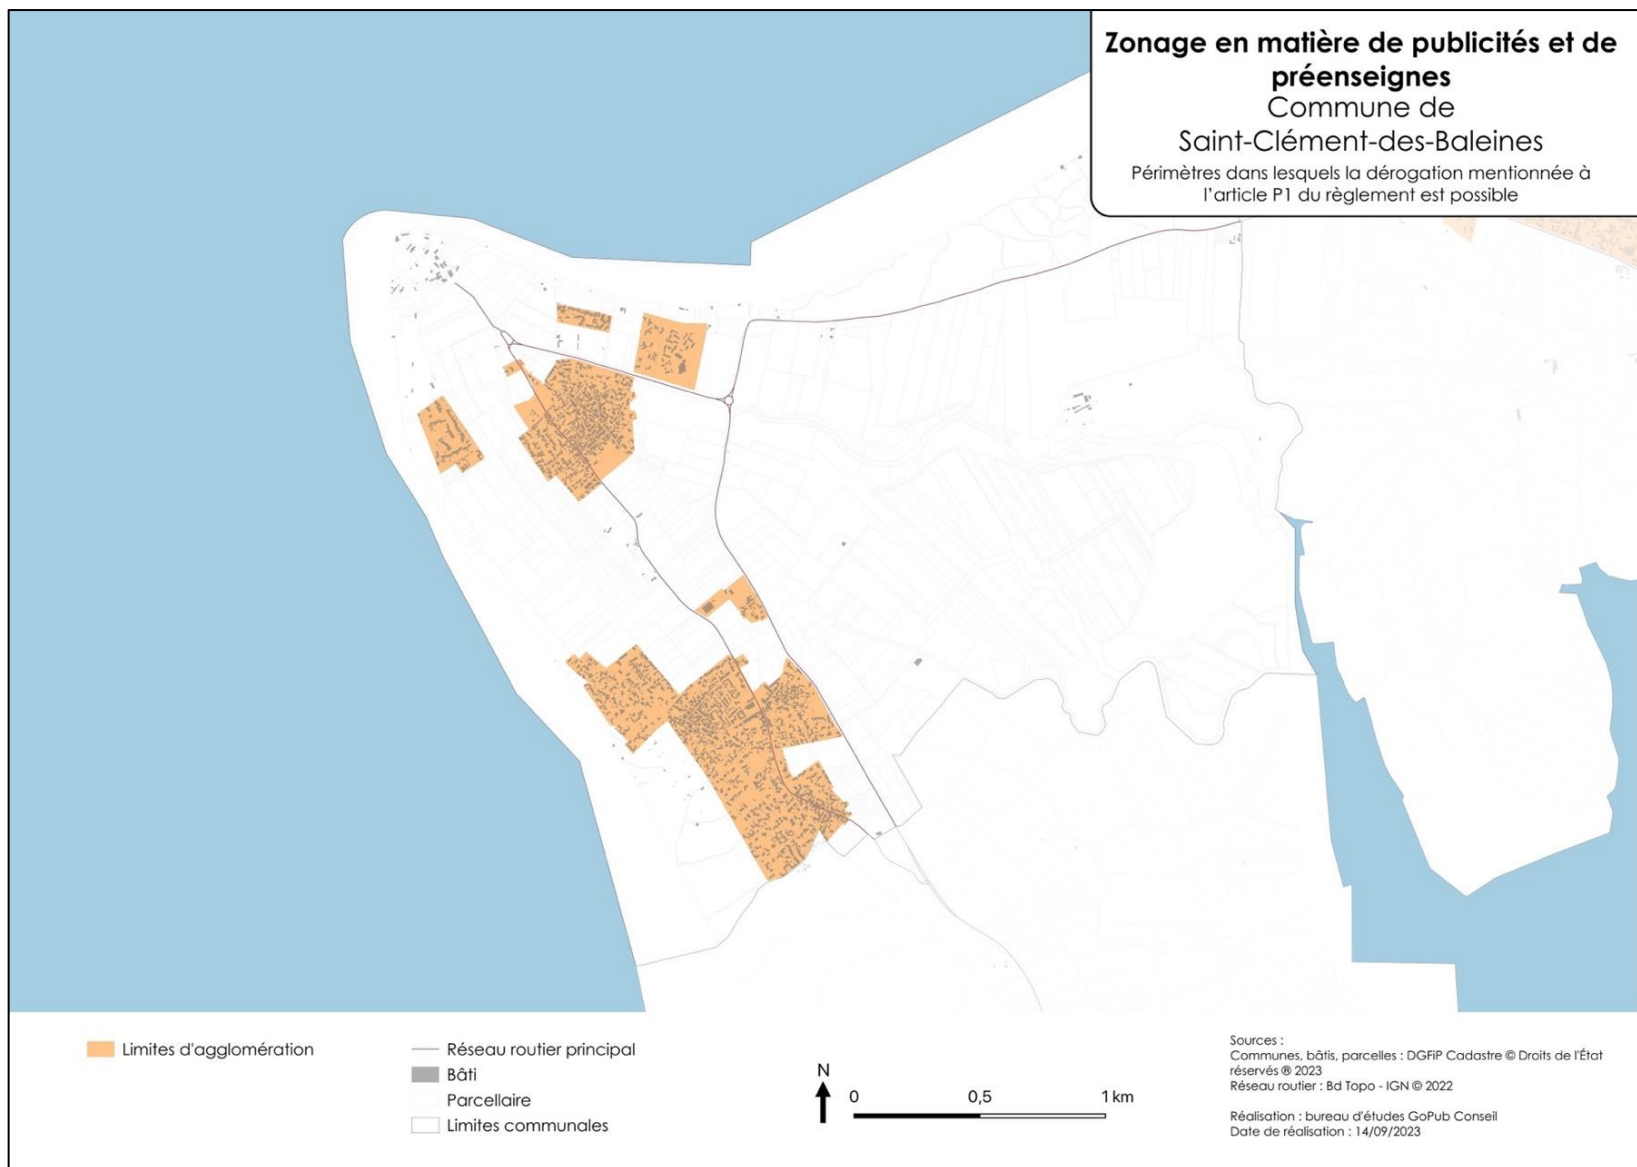 Zonage en matière de publicités et de
préenseignes
Commune de
Saint-Clément-des-Baleines
Périmètres dans lesquels la dérogation mentionnée à
l'article P1 du règlement est possible
Limites d'agglomération
Réseau routier principal
Bâti
Parcellaire
Limites communales
N
0 0,5 1 km
Sources :
Communes, bâtis, parcelles : DGFiP Cadastre © Droits de l'État
réservés ® 2023
Réseau routier : Bd Topo - IGN © 2022
Réalisation : bureau d'études GoPub Conseil
Date de réalisation : 14/09/2023